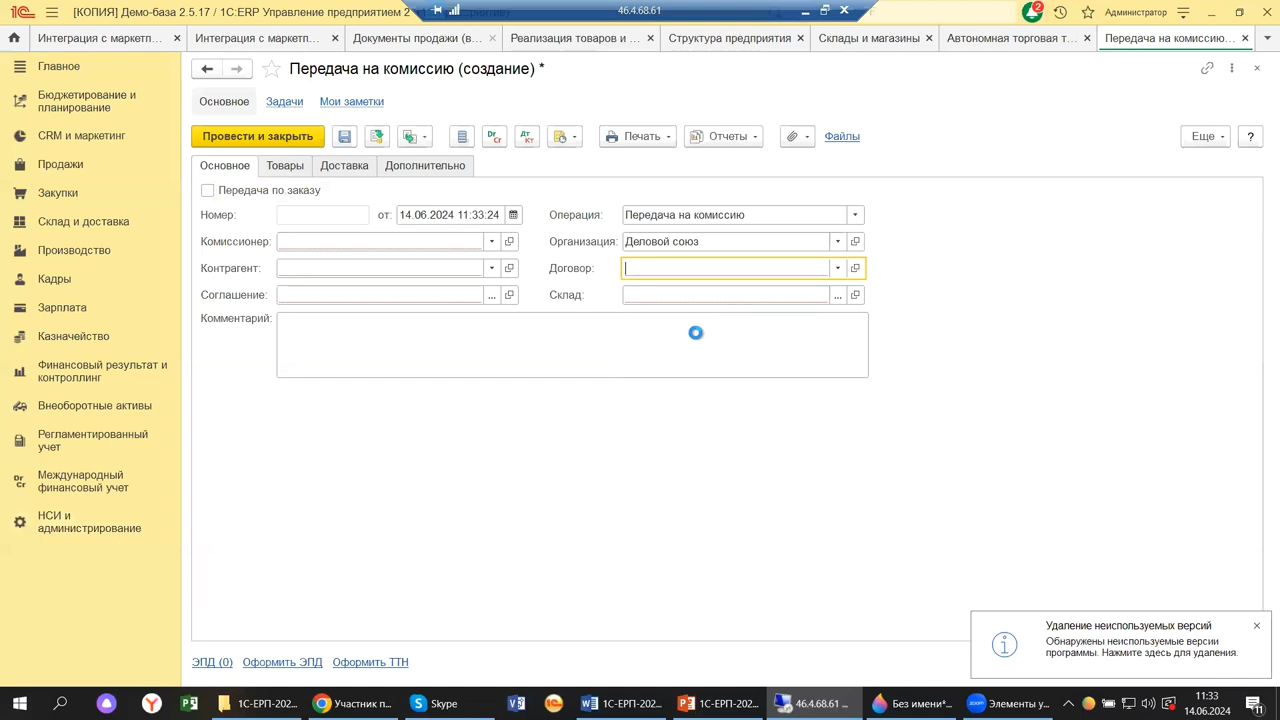 [КОПИЯ] Демо-база 2.5.17 / 1С:ERP Управление предприятием 2
46.4.68.61
2
Администратор
Интеграция с маркетп...
Интеграция с маркетп...
Документы продажи (в...
Реализация товаров и ...
Структура предприятия
Склады и магазины
Автономная торговая т...
Передача на комиссию...
Главное
Бюджетирование и
планирование
CRM и маркетинг
Продажи
Закупки
Склад и доставка
Производство
Кадры
Зарплата
Казначейство
Финансовый результат и
контроллинг
Внеоборотные активы
Регламентированный
учет
Международный
финансовый учет
НСИ и
администрирование
Передача на комиссию (создание) *
Основное
Задачи
Мои заметки
Провести и закрыть
Печать
Отчеты
Файлы
Еще
?
Основное
Товары
Доставка
Дополнительно
Передача по заказу
Номер:
от: 14.06.2024 11:33:24
Операция: Передача на комиссию
Комиссионер:
Организация: Деловой союз
Контрагент:
Договор:
Соглашение:
Склад:
Комментарий:
Удаление неиспользуемых версий
Обнаружены неиспользуемые версии
программы. Нажмите здесь для удаления.
ЭПД (0)
Оформить ЭПД
Оформить ТТН
1С-ЕРП-202...
Участник п...
Skype
1С-ЕРП-202...
1С-ЕРП-202...
46.4.68.61 ...
Без имени*...
Элементы у...
11:33
14.06.2024
11